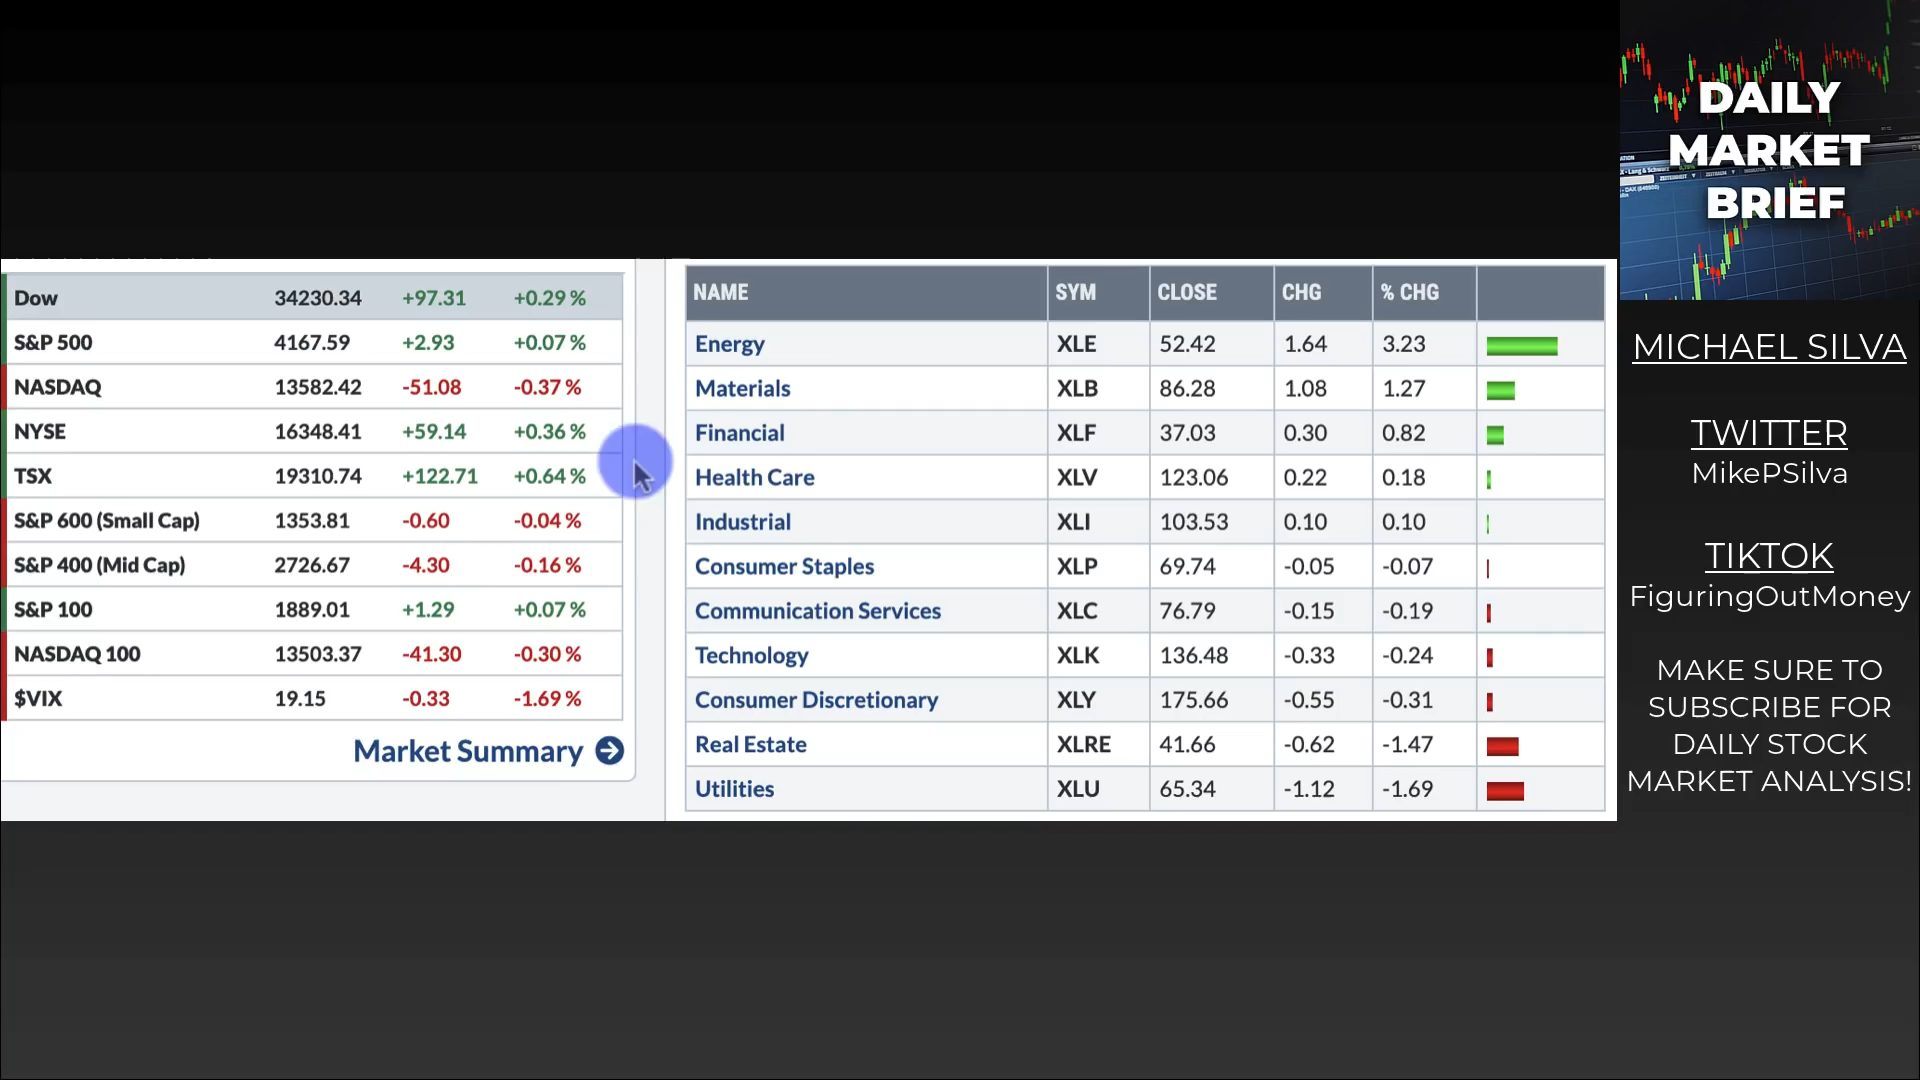 Dow 34230.34 +97.31 +0.29 %
S&P 500 4167.59 +2.93 +0.07 %
NASDAQ 13582.42 -51.08 -0.37 %
NYSE 16348.41 +59.14 +0.36 %
TSX 19310.74 +122.71 +0.64 %
S&P 600 (Small Cap) 1353.81 -0.60 -0.04 %
S&P 400 (Mid Cap) 2726.67 -4.30 -0.16 %
S&P 100 1889.01 +1.29 +0.07 %
NASDAQ 100 13503.37 -41.30 -0.30 %
$VIX 19.15 -0.33 -1.69 %
Market Summary
NAME SYM CLOSE CHG % CHG
Energy XLE 52.42 1.64 3.23
Materials XLB 86.28 1.08 1.27
Financial XLF 37.03 0.30 0.82
Health Care XLV 123.06 0.22 0.18
Industrial XLI 103.53 0.10 0.10
Consumer Staples XLP 69.74 -0.05 -0.07
Communication Services XLC 76.79 -0.15 -0.19
Technology XLK 136.48 -0.33 -0.24
Consumer Discretionary XLY 175.66 -0.55 -0.31
Real Estate XLRE 41.66 -0.62 -1.47
Utilities XLU 65.34 -1.12 -1.69
DAILY
MARKET
BRIEF
MICHAEL SILVA
TWITTER
MikePSilva
TIKTOK
FiguringOutMoney
MAKE SURE TO
SUBSCRIBE FOR
DAILY STOCK
MARKET ANALYSIS!